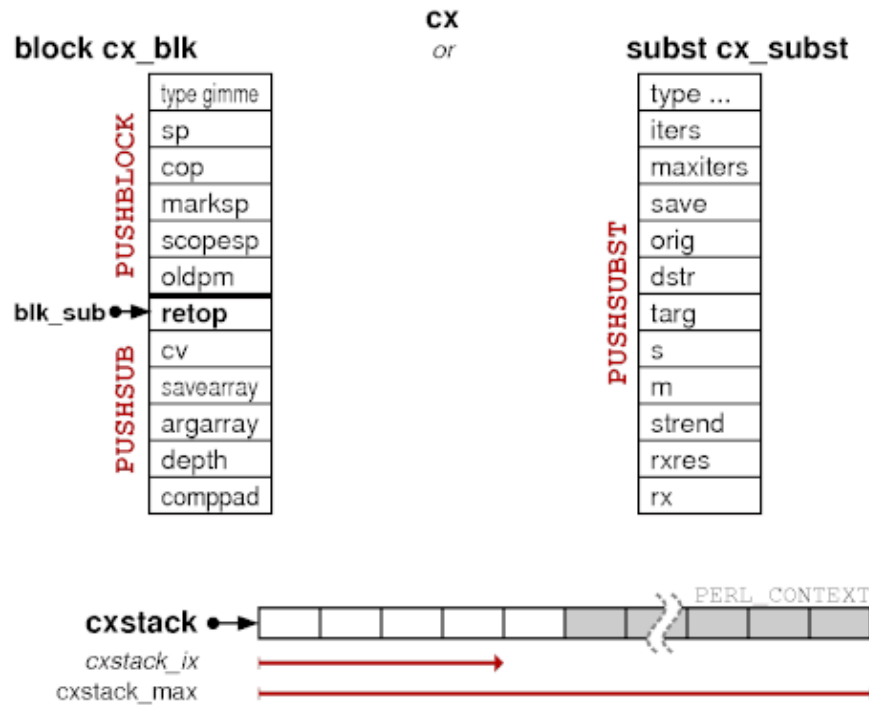 cx
or
block cx_blk
subst cx_subst
type gimme
sp
cop
marksp
scopesp
oldpm
retop
cv
savearray
argarray
depth
comppad
PUSHBLOCK
blk_sub
PUSHSUB
type ...
iters
maxiters
save
orig
dstr
targ
s
m
strend
rxres
rx
PUSHSUBST
PERL_CONTEXT
cxstack
cxstack_ix
cxstack_max